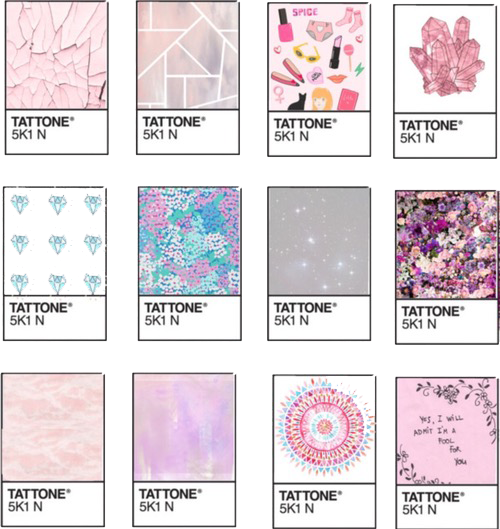 SPICE
TATTONE®
5K1 N
TATTONE®
5K1 N
TATTONE®
5K1 N
TATTONE®
5K1 N
TATTONE®
5K1 N
TATTONE®
5K1 N
TATTONE®
5K1 N
TATTONE®
5K1 N
YES, I WILL
ADMIT I'M A
FOOL
FOR
YOU
TATTONE®
5K1 N
TATTONE®
5K1 N
TATTONE®
5K1 N
TATTONE®
5K1 N